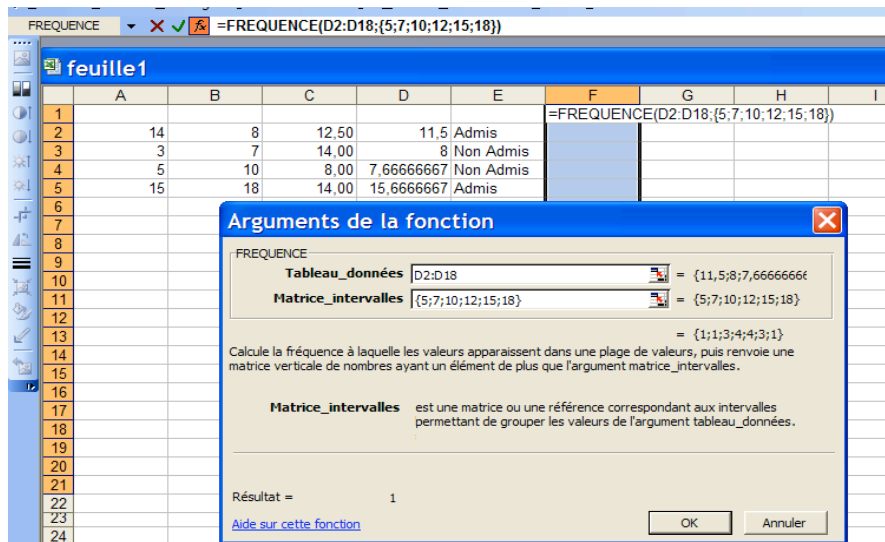 FREQUENCE =FREQUENCE(D2:D18;{5;7;10;12;15;18})
feuille1
A B C D E F G H I
1 =FREQUENCE(D2:D18;{5;7;10;12;15;18})
2 14 8 12,50 11,5 Admis
3 3 7 14,00 8 Non Admis
4 5 10 8,00 7,66666667 Non Admis
5 15 18 14,00 15,6666667 Admis
6
7
8
9
10
11
12
13
14
15
16
17
18
19
20
21
22
23
24
Arguments de la fonction
FREQUENCE
Tableau_données D2:D18 = {11,5;8;7,66666666
Matrice_intervalles {5;7;10;12;15;18} = {5;7;10;12;15;18}
= {1;1;3;4;4;3;1}
Calcule la fréquence à laquelle les valeurs apparaissent dans une plage de valeurs, puis renvoie une
matrice verticale de nombres ayant un élément de plus que l'argument matrice_intervalles.
Matrice_intervalles est une matrice ou une référence correspondant aux intervalles
permettant de grouper les valeurs de l'argument tableau_données.
Résultat = 1
Aide sur cette fonction OK Annuler